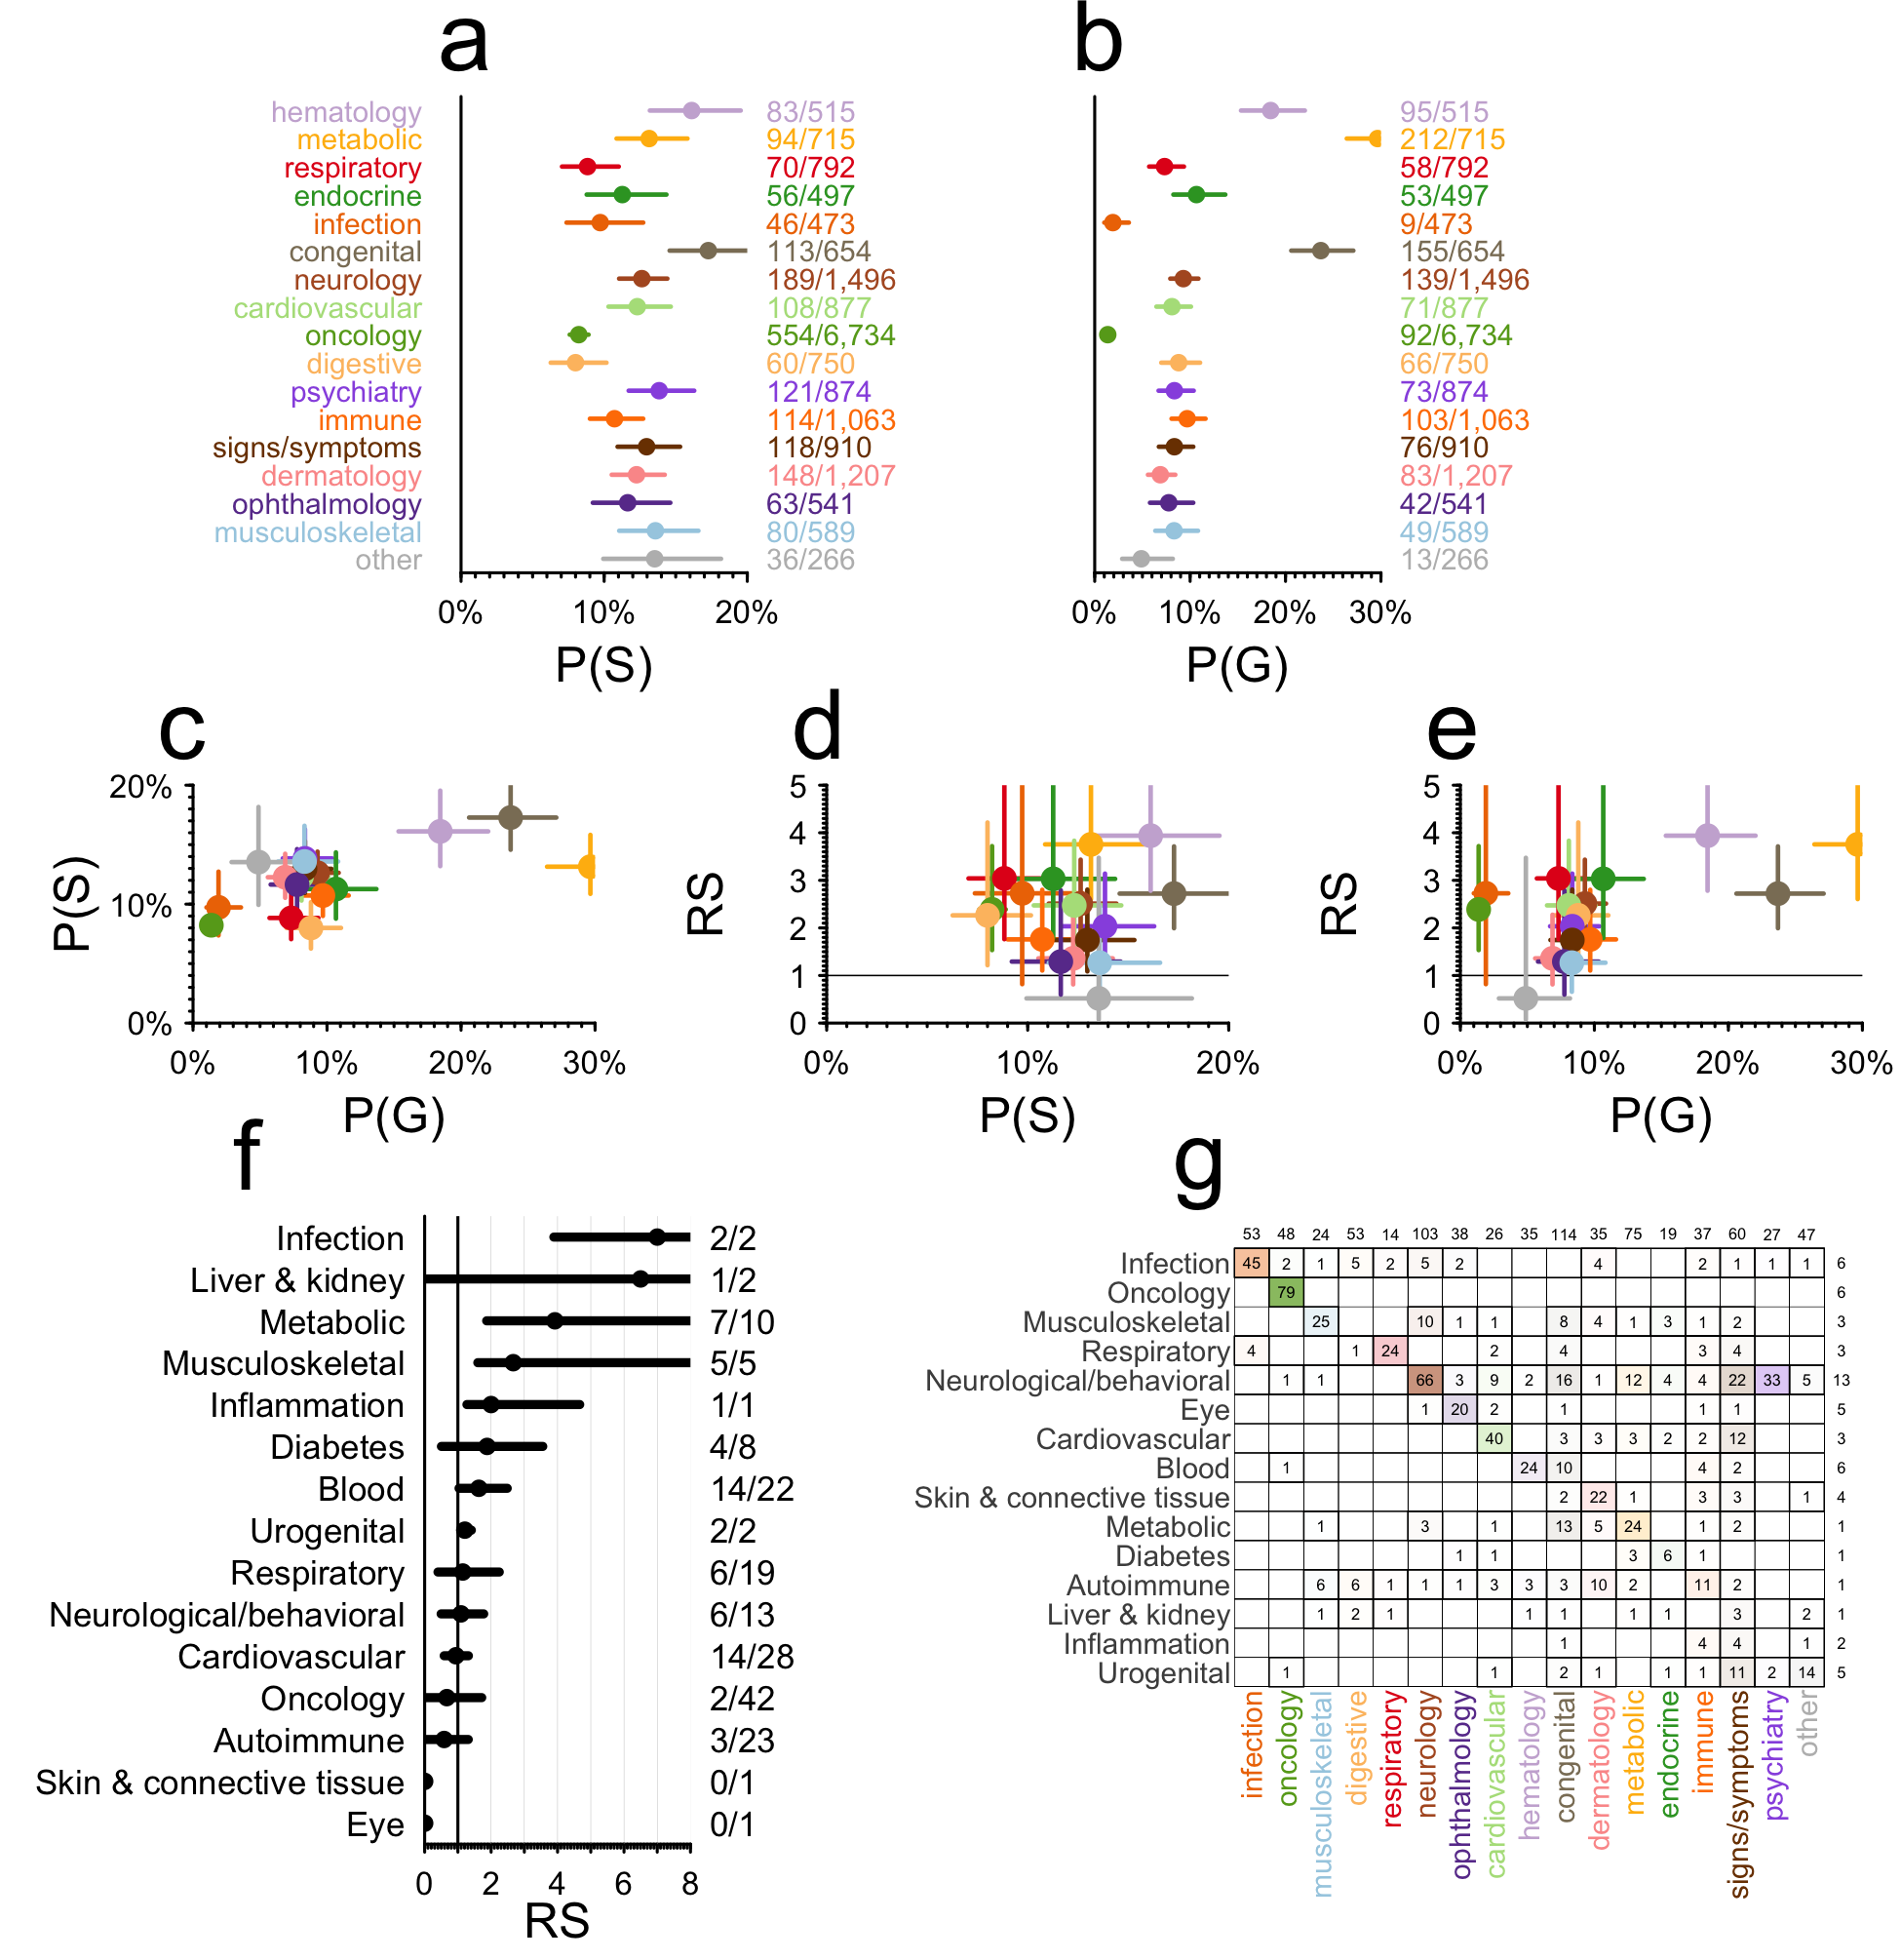 a
b
hematology 83/515 95/515
metabolic 94/715 212/715
respiratory 70/792 58/792
endocrine 56/497 53/497
infection 46/473 9/473
congenital 113/654 155/654
neurology 189/1,496 139/1,496
cardiovascular 108/877 71/877
oncology 554/6,734 92/6,734
digestive 60/750 66/750
psychiatry 121/874 73/874
immune 114/1,063 103/1,063
signs/symptoms 118/910 76/910
dermatology 148/1,207 83/1,207
ophthalmology 63/541 42/541
musculoskeletal 80/589 49/589
other 36/266 13/266
0% 10% 20%
P(S)
0% 10% 20% 30%
P(G)
c
20%
10%
0%
P(S)
0% 10% 20% 30%
P(G)
d
5
4
3
2
1
0
RS
0% 10% 20%
P(S)
e
5
4
3
2
1
0
RS
0% 10% 20% 30%
P(G)
f
Infection 2/2
Liver & kidney 1/2
Metabolic 7/10
Musculoskeletal 5/5
Inflammation 1/1
Diabetes 4/8
Blood 14/22
Urogenital 2/2
Respiratory 6/19
Neurological/behavioral 6/13
Cardiovascular 14/28
Oncology 2/42
Autoimmune 3/23
Skin & connective tissue 0/1
Eye 0/1
0 2 4 6 8
RS
g
53 48 24 53 14 103 38 26 35 114 35 75 19 37 60 27 47
Infection 45 2 1 5 2 5 2 4 2 1 1 1 6
Oncology 79 6
Musculoskeletal 25 10 1 1 8 4 1 3 1 2 3
Respiratory 4 1 24 2 4 3 4 3
Neurological/behavioral 1 1 66 3 9 2 16 1 12 4 4 22 33 5 13
Eye 1 20 2 1 1 1 5
Cardiovascular 40 3 3 3 2 2 12 3
Blood 1 24 10 4 2 6
Skin & connective tissue 2 22 1 3 3 1 4
Metabolic 1 3 1 13 5 24 1 2 1
Diabetes 1 1 3 6 1 1
Autoimmune 6 6 1 1 1 3 3 3 10 2 11 2 1
Liver & kidney 1 2 1 1 1 1 1 3 2 1
Inflammation 1 4 4 1 2
Urogenital 1 1 2 1 1 1 11 2 14 5
infection
oncology
musculoskeletal
digestive
respiratory
neurology
ophthalmology
cardiovascular
hematology
congenital
dermatology
metabolic
endocrine
immune
signs/symptoms
psychiatry
other